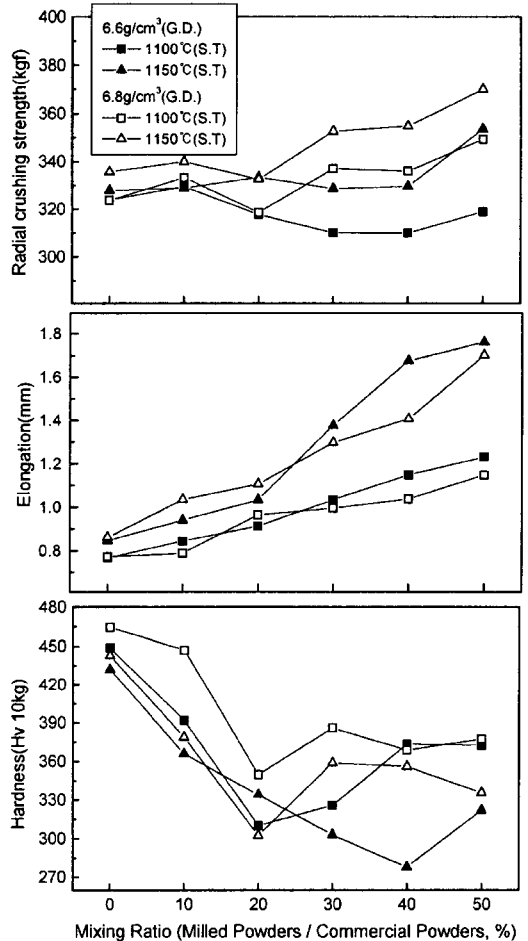 6.6g/cm³(G.D.)
1100℃(S.T)
1150℃(S.T)
6.8g/cm³(G.D.)
1100℃(S.T)
1150℃(S.T)
Radial crushing strength(kgf)
400
380
360
340
320
300
Elongation(mm)
1.8
1.6
1.4
1.2
1.0
0.8
Hardness(Hv 10kg)
480
450
420
390
360
330
300
270
0 10 20 30 40 50
Mixing Ratio (Milled Powders / Commercial Powders, %)